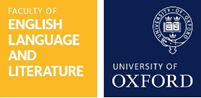 FACULTY OF
ENGLISH
LANGUAGE
AND
LITERATURE
UNIVERSITY OF
OXFORD